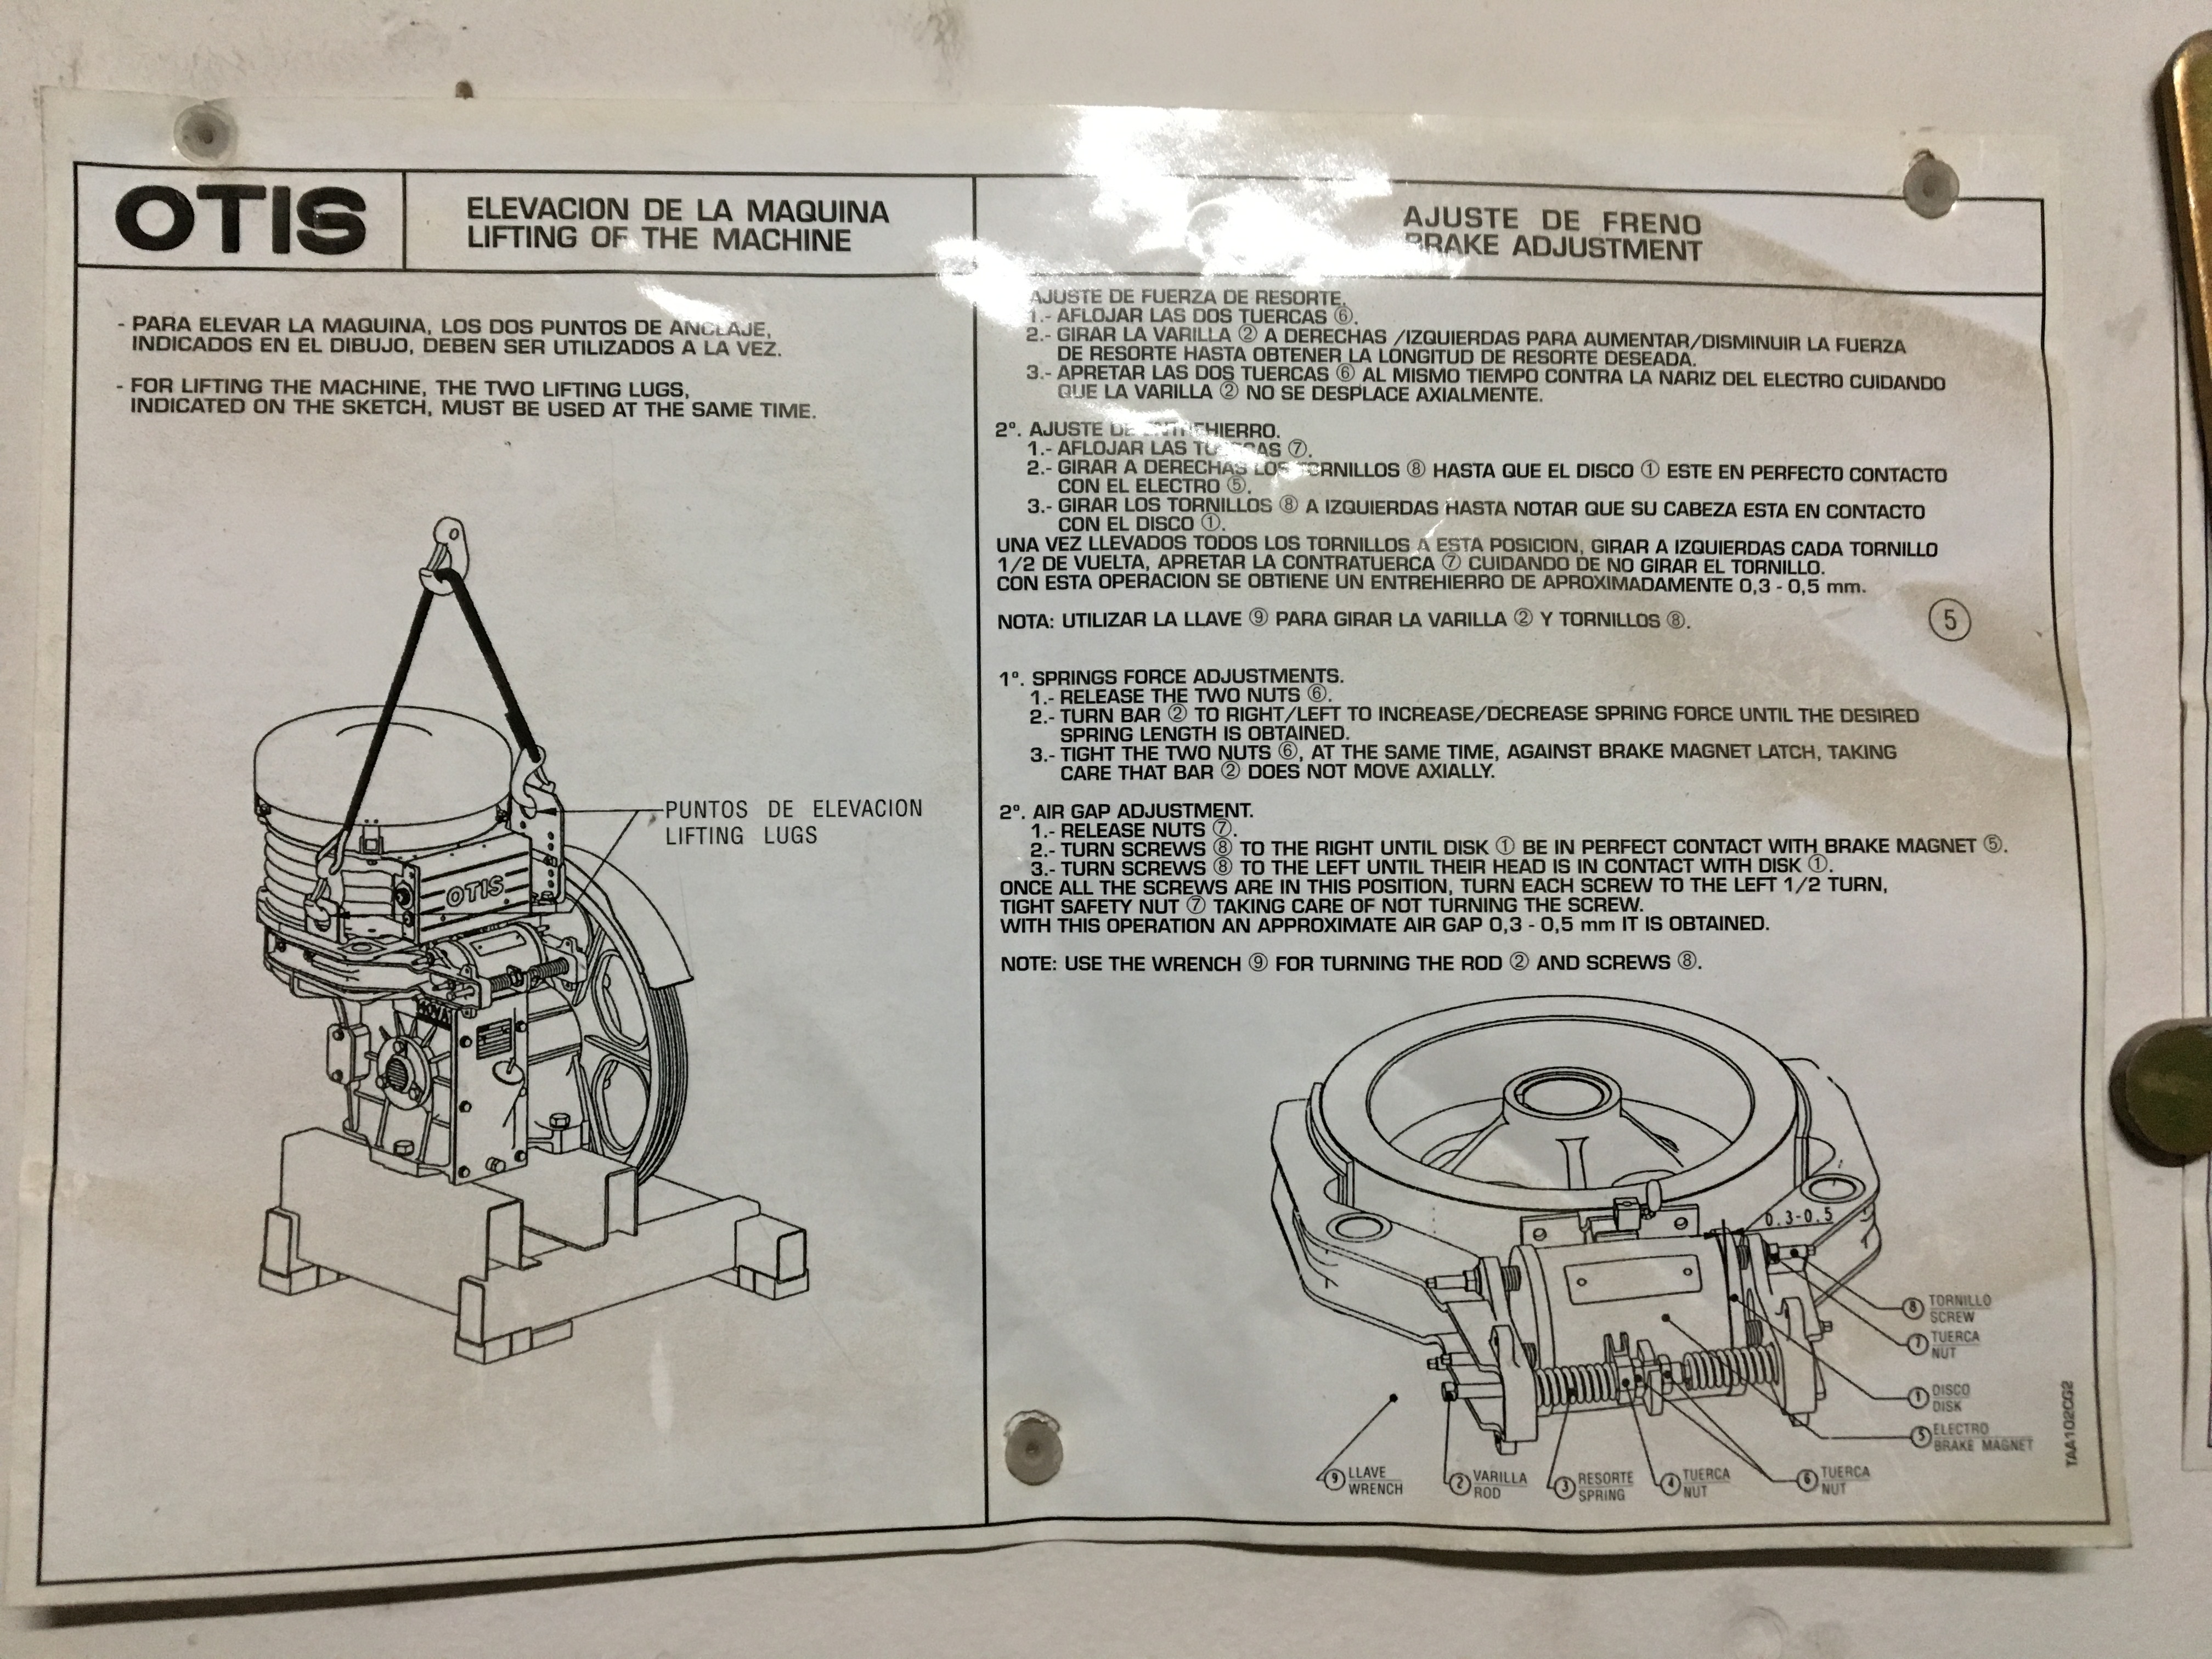 OTIS
ELEVACION DE LA MAQUINA
LIFTING OF THE MACHINE
AJUSTE DE FRENO
BRAKE ADJUSTMENT
- PARA ELEVAR LA MAQUINA, LOS DOS PUNTOS DE ANCLAJE,
INDICADOS EN EL DIBUJO, DEBEN SER UTILIZADOS A LA VEZ.
- FOR LIFTING THE MACHINE, THE TWO LIFTING LUGS,
INDICATED ON THE SKETCH, MUST BE USED AT THE SAME TIME.
PUNTOS DE ELEVACION
LIFTING LUGS
OTIS
AJUSTE DE FUERZA DE RESORTE.
1.- AFLOJAR LAS DOS TUERCAS ⑥.
2.- GIRAR LA VARILLA ② A DERECHAS /IZQUIERDAS PARA AUMENTAR/DISMINUIR LA FUERZA
DE RESORTE HASTA OBTENER LA LONGITUD DE RESORTE DESEADA.
3.- APRETAR LAS DOS TUERCAS ⑥ AL MISMO TIEMPO CONTRA LA NARIZ DEL ELECTRO CUIDANDO
QUE LA VARILLA ② NO SE DESPLACE AXIALMENTE.
2º. AJUSTE DE ENTREHIERRO.
1.- AFLOJAR LAS TUERCAS ⑦.
2.- GIRAR A DERECHAS LOS TORNILLOS ⑧ HASTA QUE EL DISCO ① ESTE EN PERFECTO CONTACTO
CON EL ELECTRO ⑤.
3.- GIRAR LOS TORNILLOS ⑧ A IZQUIERDAS HASTA NOTAR QUE SU CABEZA ESTA EN CONTACTO
CON EL DISCO ①.
UNA VEZ LLEVADOS TODOS LOS TORNILLOS A ESTA POSICION, GIRAR A IZQUIERDAS CADA TORNILLO
1/2 DE VUELTA, APRETAR LA CONTRATUERCA ⑦ CUIDANDO DE NO GIRAR EL TORNILLO.
CON ESTA OPERACION SE OBTIENE UN ENTREHIERRO DE APROXIMADAMENTE 0,3 - 0,5 mm.
NOTA: UTILIZAR LA LLAVE ⑨ PARA GIRAR LA VARILLA ② Y TORNILLOS ⑧.
⑤
1º. SPRINGS FORCE ADJUSTMENTS.
1.- RELEASE THE TWO NUTS ⑥.
2.- TURN BAR ② TO RIGHT/LEFT TO INCREASE/DECREASE SPRING FORCE UNTIL THE DESIRED
SPRING LENGTH IS OBTAINED.
3.- TIGHT THE TWO NUTS ⑥, AT THE SAME TIME, AGAINST BRAKE MAGNET LATCH, TAKING
CARE THAT BAR ② DOES NOT MOVE AXIALLY.
2º. AIR GAP ADJUSTMENT.
1.- RELEASE NUTS ⑦.
2.- TURN SCREWS ⑧ TO THE RIGHT UNTIL DISK ① BE IN PERFECT CONTACT WITH BRAKE MAGNET ⑤.
3.- TURN SCREWS ⑧ TO THE LEFT UNTIL THEIR HEAD IS IN CONTACT WITH DISK ①.
ONCE ALL THE SCREWS ARE IN THIS POSITION, TURN EACH SCREW TO THE LEFT 1/2 TURN,
TIGHT SAFETY NUT ⑦ TAKING CARE OF NOT TURNING THE SCREW.
WITH THIS OPERATION AN APPROXIMATE AIR GAP 0,3 - 0,5 mm IT IS OBTAINED.
NOTE: USE THE WRENCH ⑨ FOR TURNING THE ROD ② AND SCREWS ⑧.
0.3-0.5
⑧ TORNILLO
SCREW
⑦ TUERCA
NUT
① DISCO
DISK
⑤ ELECTRO
BRAKE MAGNET
⑨ LLAVE
WRENCH
② VARILLA
ROD
③ RESORTE
SPRING
④ TUERCA
NUT
⑥ TUERCA
NUT
TAA102CG2